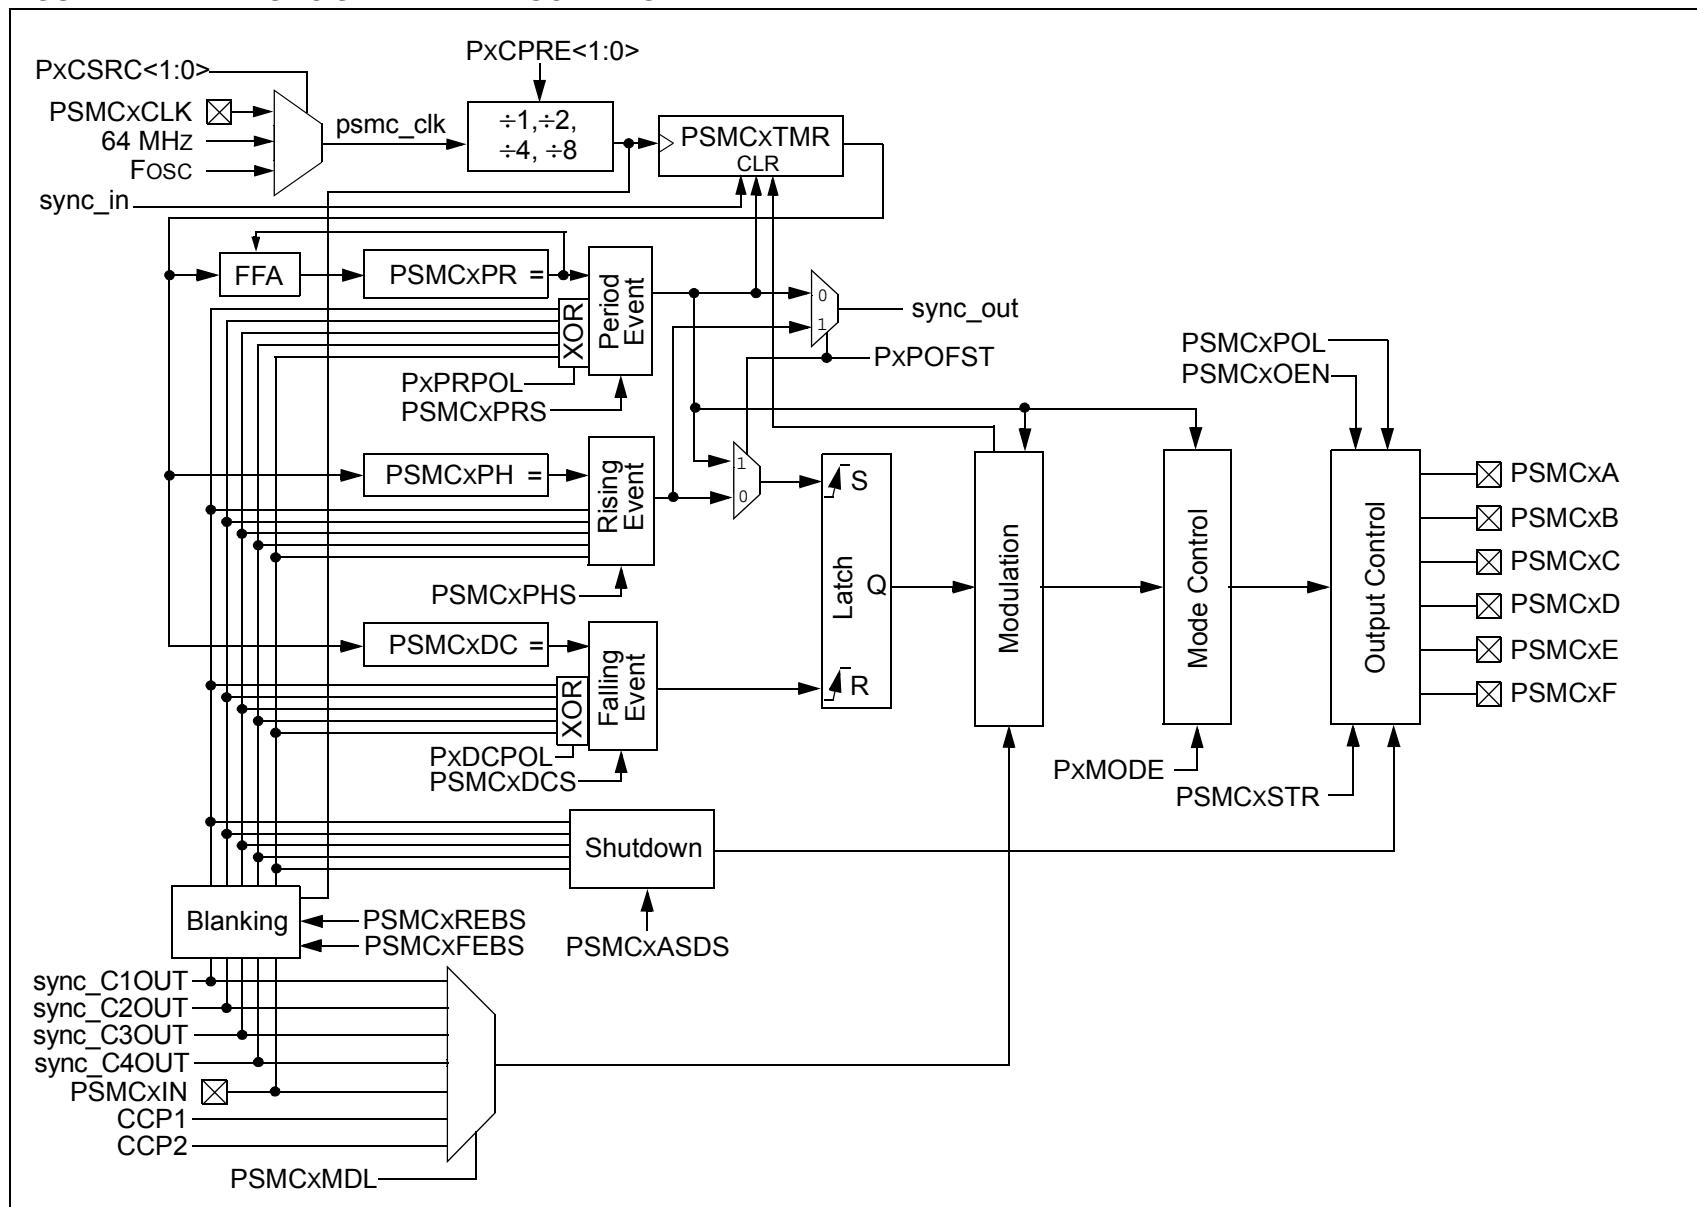 PxCPRE<1:0>
PxCSRC<1:0>
PSMCxCLK
64 MHz
FOSC
psmc_clk
÷1,÷2,
÷4, ÷8
PSMCxTMR
CLR
sync_in
FFA
PSMCxPR =
XOR
Period
Event
0
1
sync_out
PxPOFST
PxPRPOL
PSMCxPRS
PSMCxPOL
PSMCxOEN
PSMCxPH =
Rising
Event
1
0
PSMCxPHS
S
Latch
Q
R
Modulation
Mode Control
Output Control
PSMCxA
PSMCxB
PSMCxC
PSMCxD
PSMCxE
PSMCxF
PSMCxDC =
XOR
Falling
Event
PxDCPOL
PSMCxDCS
PxMODE
PSMCxSTR
Shutdown
PSMCxASDS
Blanking
PSMCxREBS
PSMCxFEBS
sync_C1OUT
sync_C2OUT
sync_C3OUT
sync_C4OUT
PSMCxIN
CCP1
CCP2
PSMCxMDL